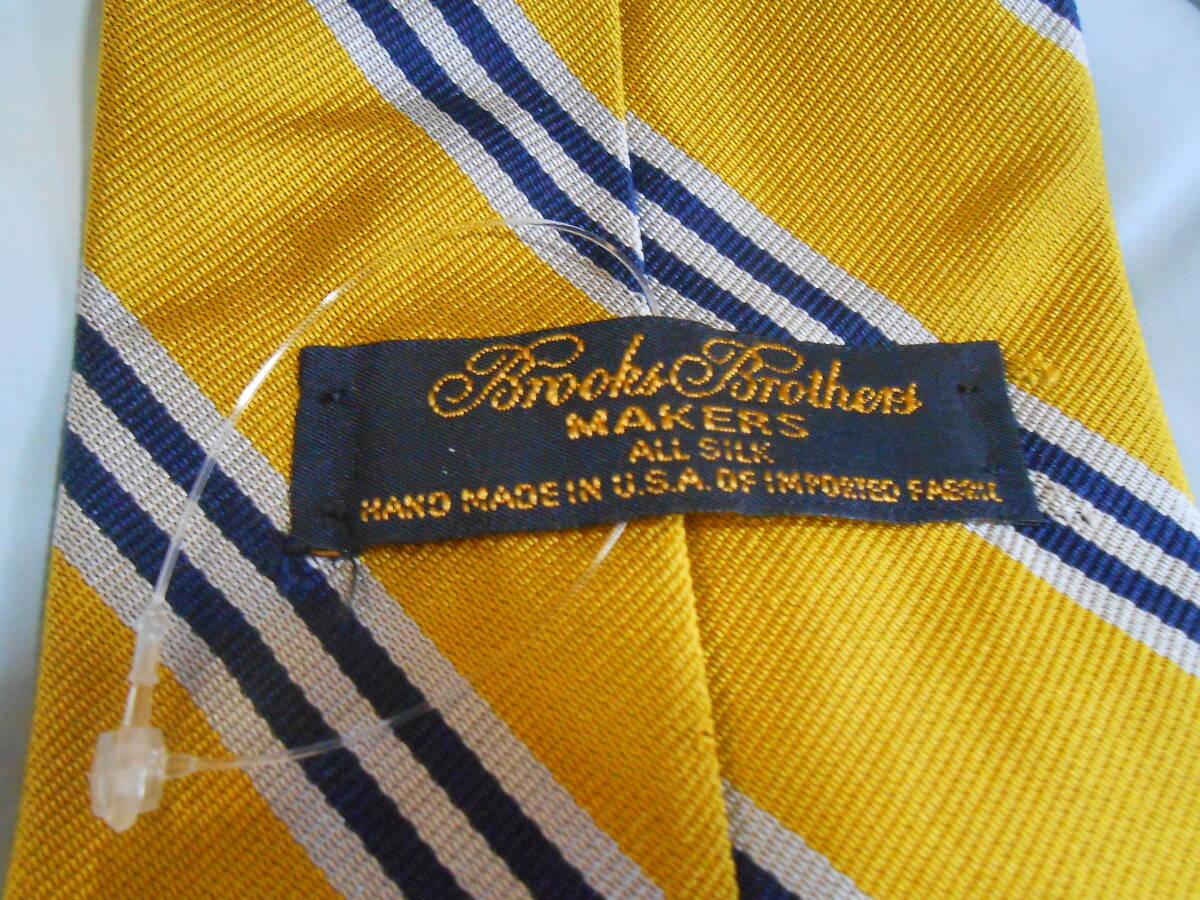 Brooks Brothers
MAKERS
ALL SILK
HAND MADE IN U.S.A. OF IMPORTED FABRIC